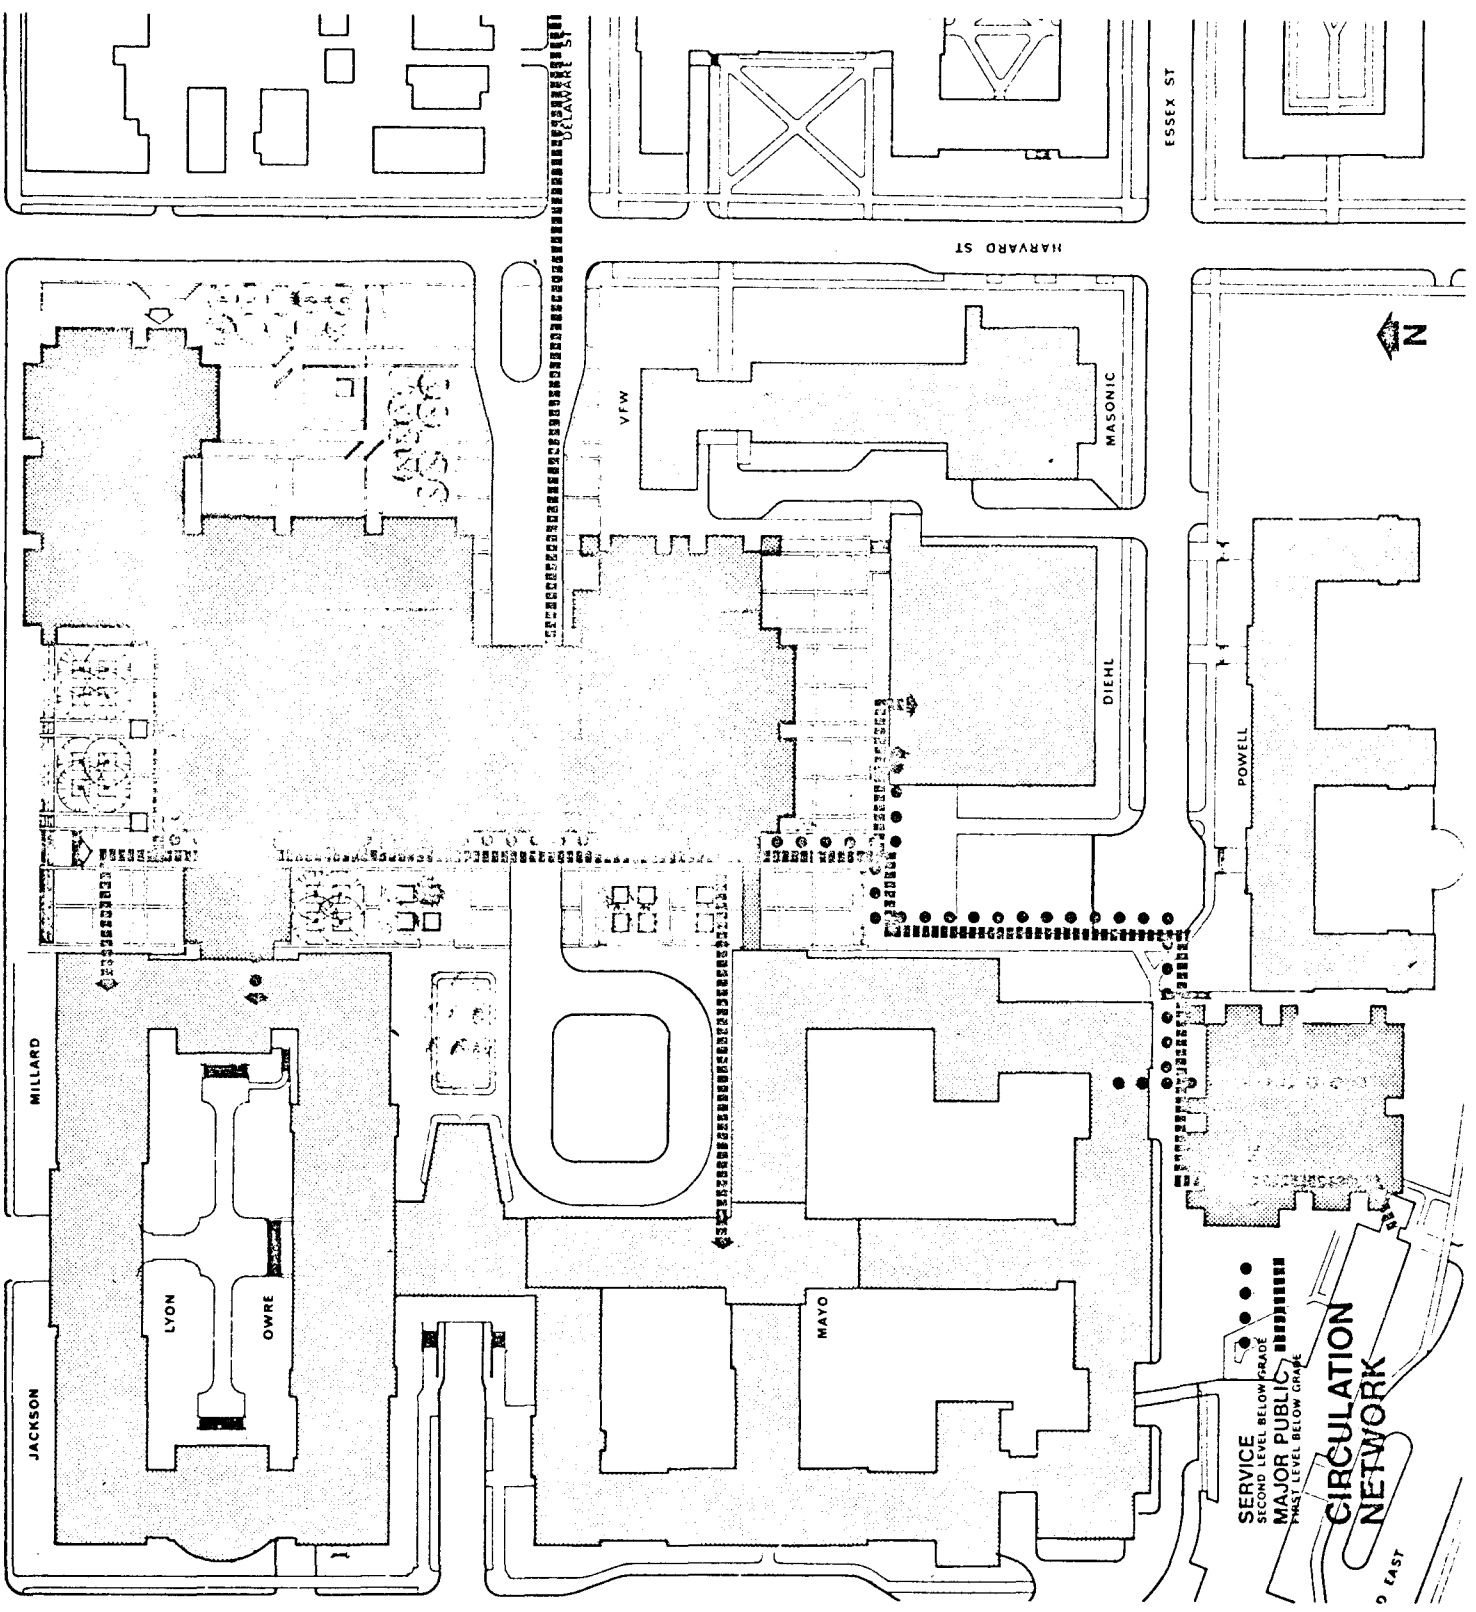 DELAWARE ST
ESSEX ST
HARVARD ST
N
VFW
MASONIC
DIEHL
POWELL
MILLARD
LYON
OWRE
JACKSON
MAYO
SERVICE
SECOND LEVEL BELOW GRADE
MAJOR PUBLIC
FIRST LEVEL BELOW GRADE
CIRCULATION
NETWORK
EAST